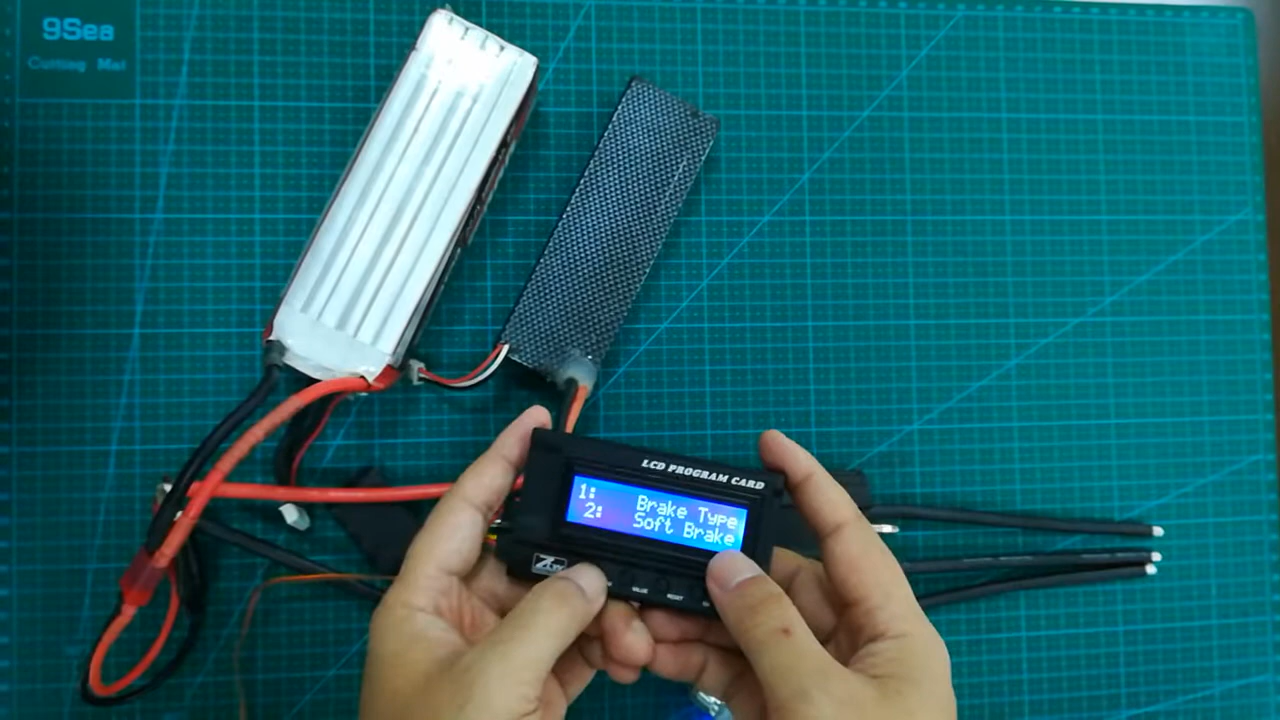 9Sea
Cutting Mat
LCD PROGRAM CARD
1: Brake Type
2: Soft Brake
VALUE
RESET